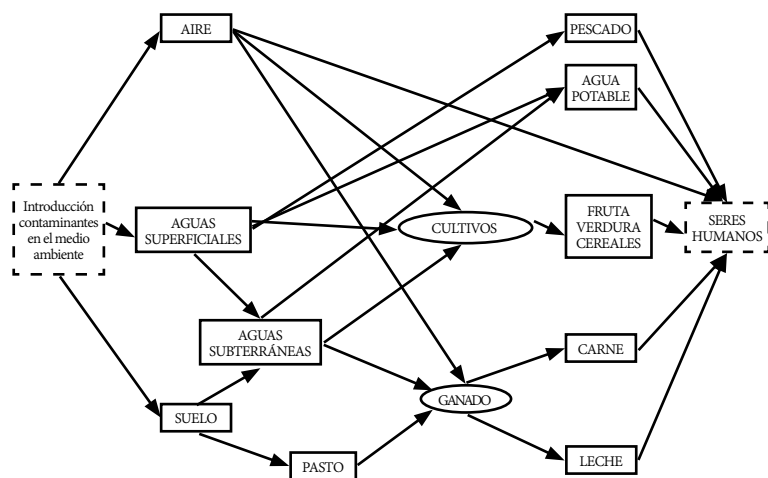 AIRE
PESCADO
AGUA
POTABLE
Introducción
contaminantes
en el medio
ambiente
AGUAS
SUPERFICIALES
CULTIVOS
FRUTA
VERDURA
CEREALES
SERES
HUMANOS
AGUAS
SUBTERRÁNEAS
CARNE
GANADO
SUELO
PASTO
LECHE